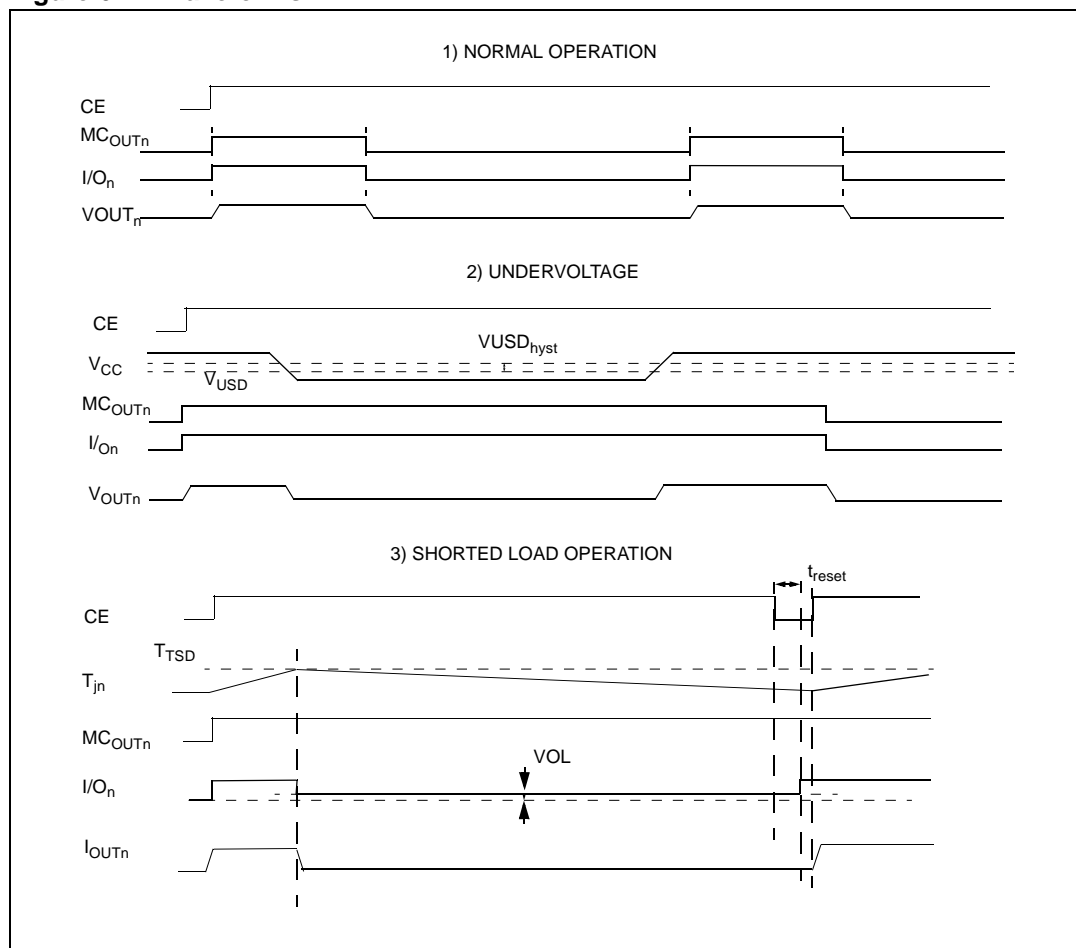 1) NORMAL OPERATION
CE
MCOUTn
I/On
VOUTn
2) UNDERVOLTAGE
CE
VUSDhyst
VCC
VUSD
MCOUTn
I/On
VOUTn
3) SHORTED LOAD OPERATION
treset
CE
TTSD
Tjn
MCOUTn
VOL
I/On
IOUTn